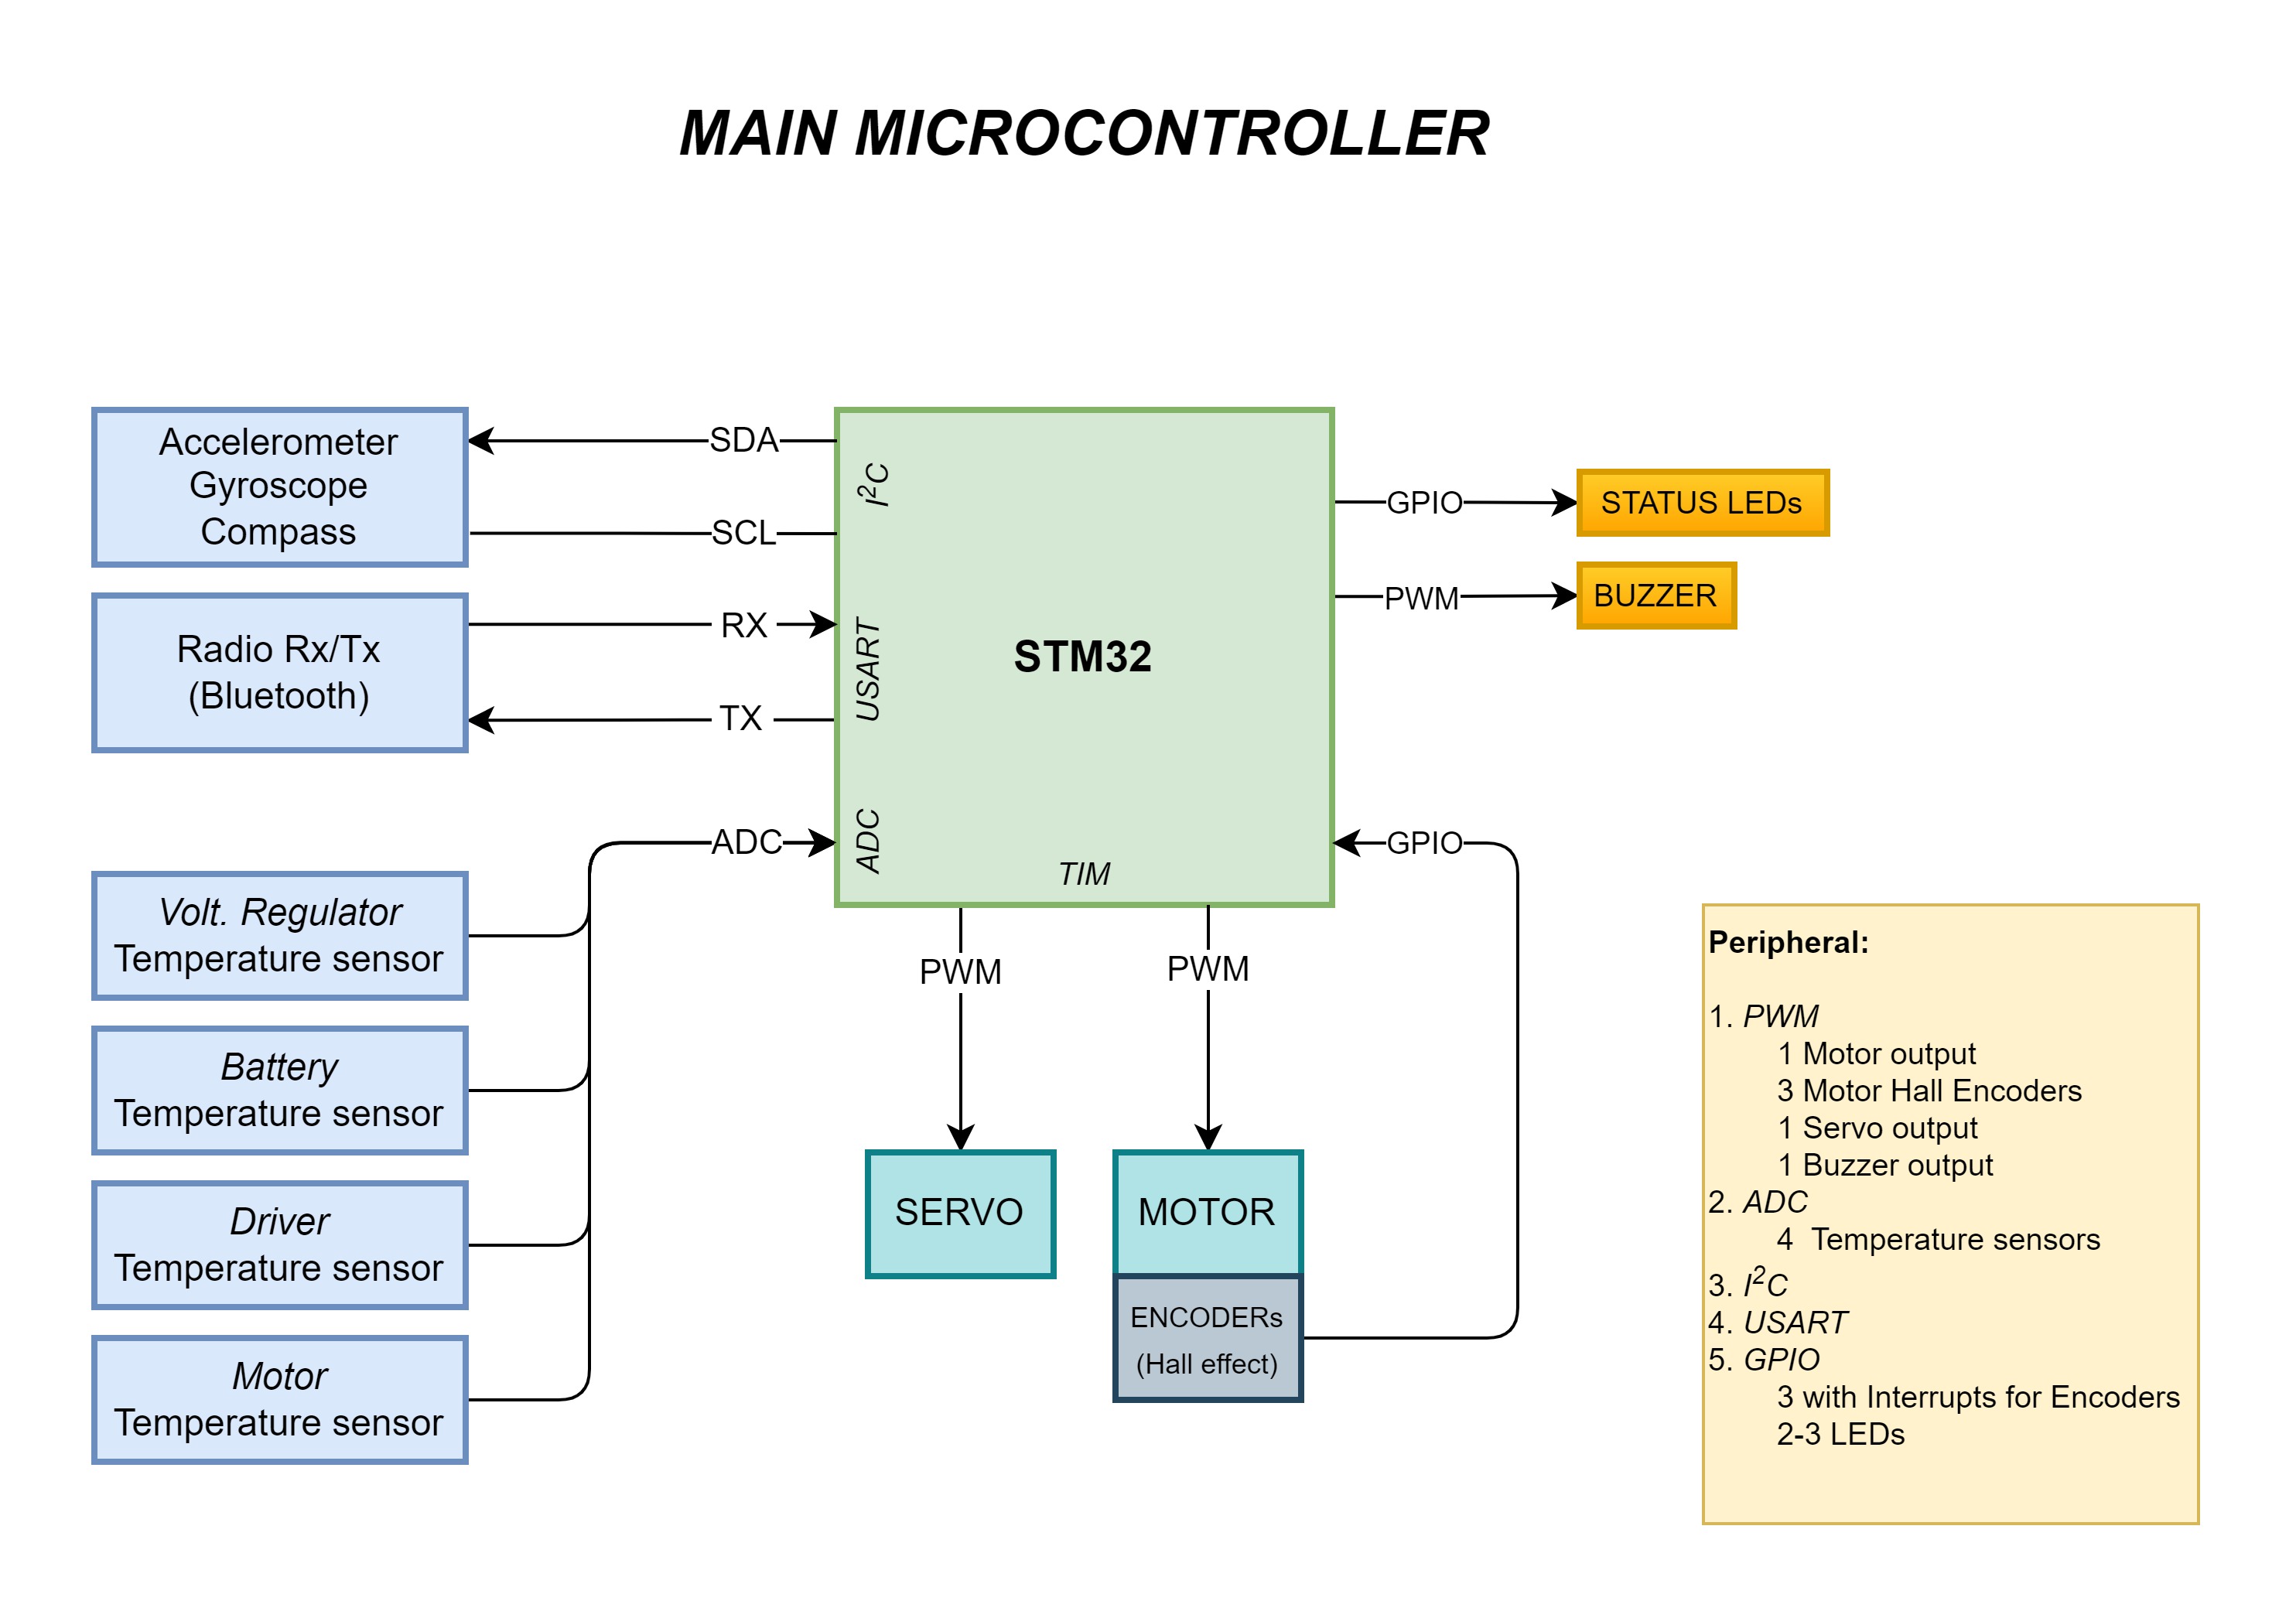 MAIN MICROCONTROLLER
Accelerometer
Gyroscope
Compass
SDA
SCL
I²C
Radio Rx/Tx
(Bluetooth)
RX
TX
USART
STM32
GPIO
STATUS LEDs
PWM
BUZZER
ADC
ADC
TIM
GPIO
Volt. Regulator
Temperature sensor
Battery
Temperature sensor
Driver
Temperature sensor
Motor
Temperature sensor
PWM
PWM
SERVO
MOTOR
ENCODERs
(Hall effect)
Peripheral:
1. PWM
1 Motor output
3 Motor Hall Encoders
1 Servo output
1 Buzzer output
2. ADC
4 Temperature sensors
3. I²C
4. USART
5. GPIO
3 with Interrupts for Encoders
2-3 LEDs